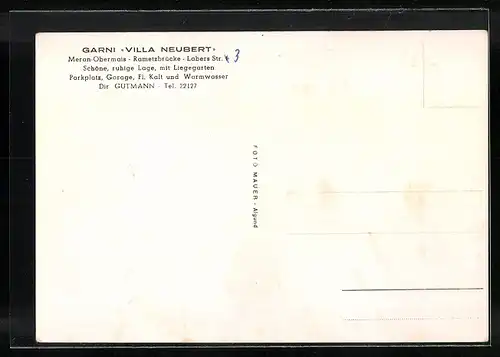 GARNI «VILLA NEUBERT»
Meran-Obermais - Rametzbrücke - Labers Str. 3
Schöne, ruhige Lage, mit Liegegarten
Parkplatz, Garage, Fl. Kalt und Warmwasser
Dir GUTMANN - Tel. 22127
FOTO MAUER - Algund